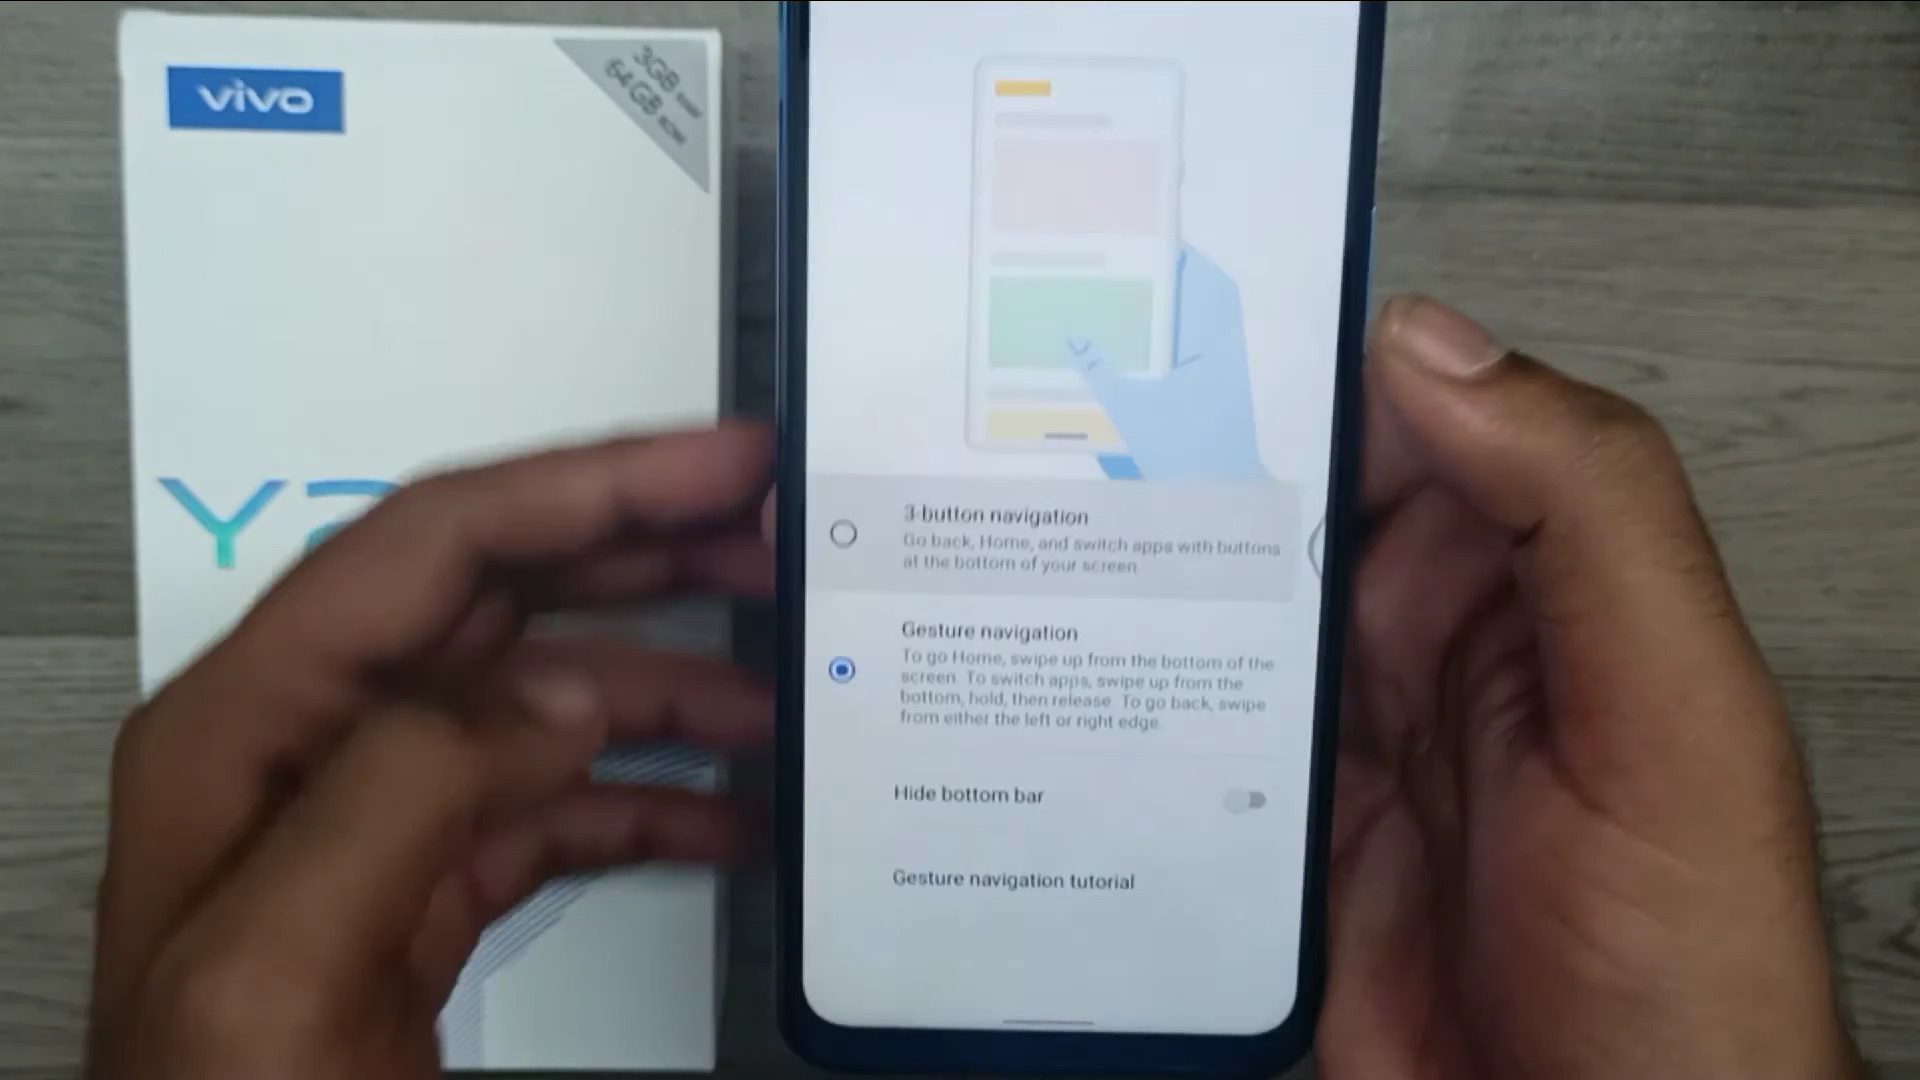 vivo
3GB RAM
64GB ROM
Y2
3-button navigation
Go back, Home, and switch apps with buttons
at the bottom of your screen
Gesture navigation
To go Home, swipe up from the bottom of the
screen. To switch apps, swipe up from the
bottom, hold, then release. To go back, swipe
from either the left or right edge.
Hide bottom bar
Gesture navigation tutorial